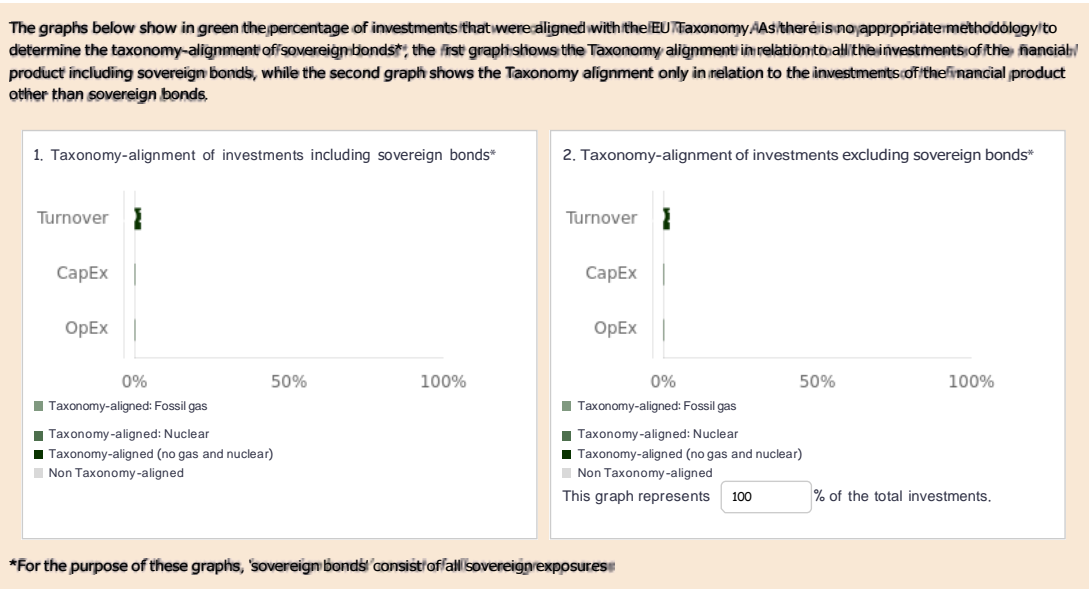 The graphs below show in green the percentage of investments that were aligned with the EU Taxonomy. As there is no appropriate methodology to
determine the taxonomy-alignment of sovereign bonds*, the first graph shows the Taxonomy alignment in relation to all the investments of the financial
product including sovereign bonds, while the second graph shows the Taxonomy alignment only in relation to the investments of the financial product
other than sovereign bonds.
1. Taxonomy-alignment of investments including sovereign bonds*
Turnover
CapEx
OpEx
0% 50% 100%
Taxonomy-aligned: Fossil gas
Taxonomy-aligned: Nuclear
Taxonomy-aligned (no gas and nuclear)
Non Taxonomy-aligned
2. Taxonomy-alignment of investments excluding sovereign bonds*
Turnover
CapEx
OpEx
0% 50% 100%
Taxonomy-aligned: Fossil gas
Taxonomy-aligned: Nuclear
Taxonomy-aligned (no gas and nuclear)
Non Taxonomy-aligned
This graph represents 100 % of the total investments.
*For the purpose of these graphs, 'sovereign bonds' consist of all sovereign exposures